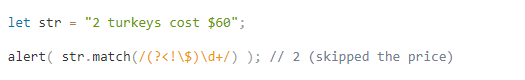 let str = "2 turkeys cost $60";
alert( str.match(/(?<!\$)\d+/) ); // 2 (skipped the price)